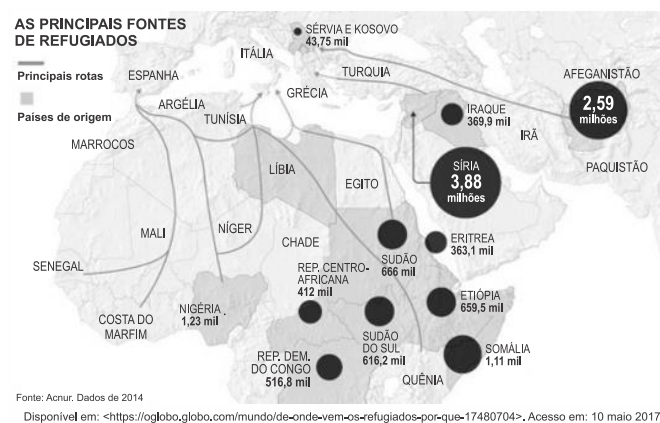 AS PRINCIPAIS FONTES
DE REFUGIADOS
Principais rotas
Países de origem
SÉRVIA E KOSOVO
43,75 mil
ITÁLIA
ESPANHA
TURQUIA
AFEGANISTÃO
2,59
milhões
GRÉCIA
ARGÉLIA
TUNÍSIA
IRAQUE
369,9 mil
IRÃ
MARROCOS
PAQUISTÃO
LÍBIA
EGITO
SÍRIA
3,88
milhões
MALI
NÍGER
CHADE
SUDÃO
666 mil
ERITREA
363,1 mil
SENEGAL
REP. CENTRO-
AFRICANA
412 mil
NIGÉRIA
1,23 mil
COSTA DO
MARFIM
ETIÓPIA
659,5 mil
SUDÃO
DO SUL
616,2 mil
SOMÁLIA
1,11 mil
REP. DEM.
DO CONGO
516,8 mil
QUÊNIA
Fonte: Acnur. Dados de 2014
Disponível em: <https://oglobo.globo.com/mundo/de-onde-vem-os-refugiados-por-que-17480704>. Acesso em: 10 maio 2017